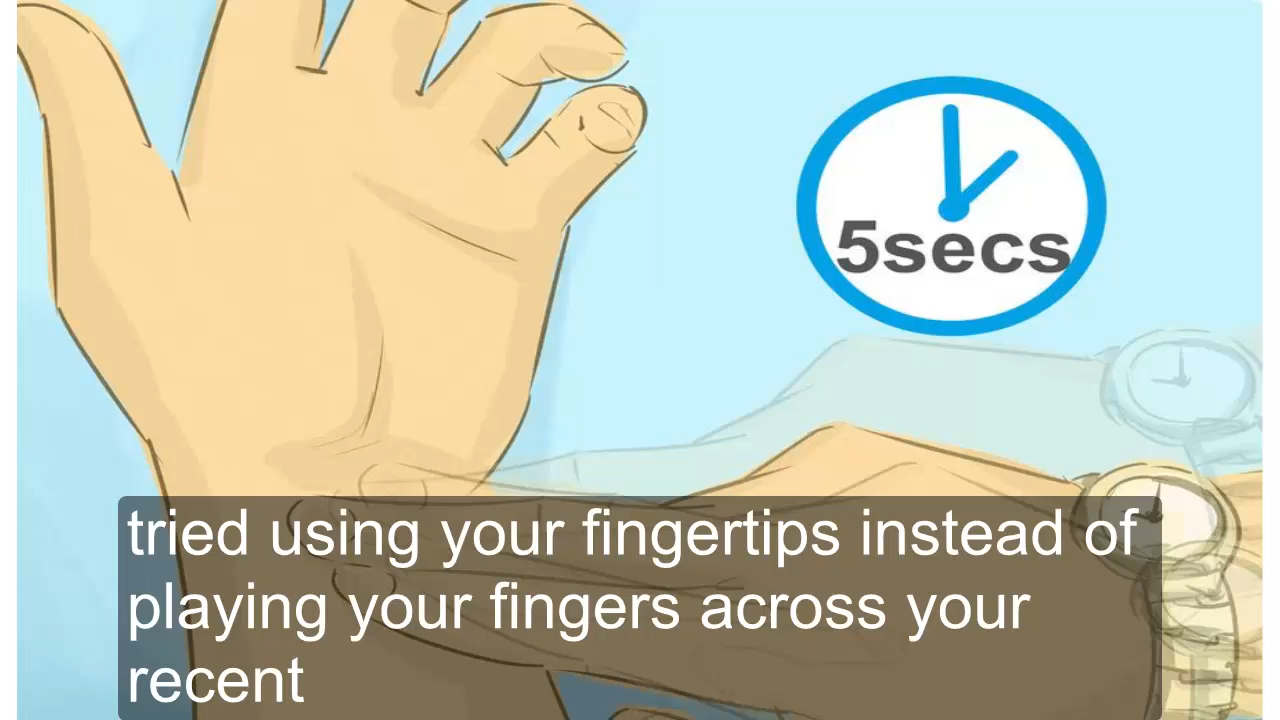 5secs
tried using your fingertips instead of
playing your fingers across your
recent